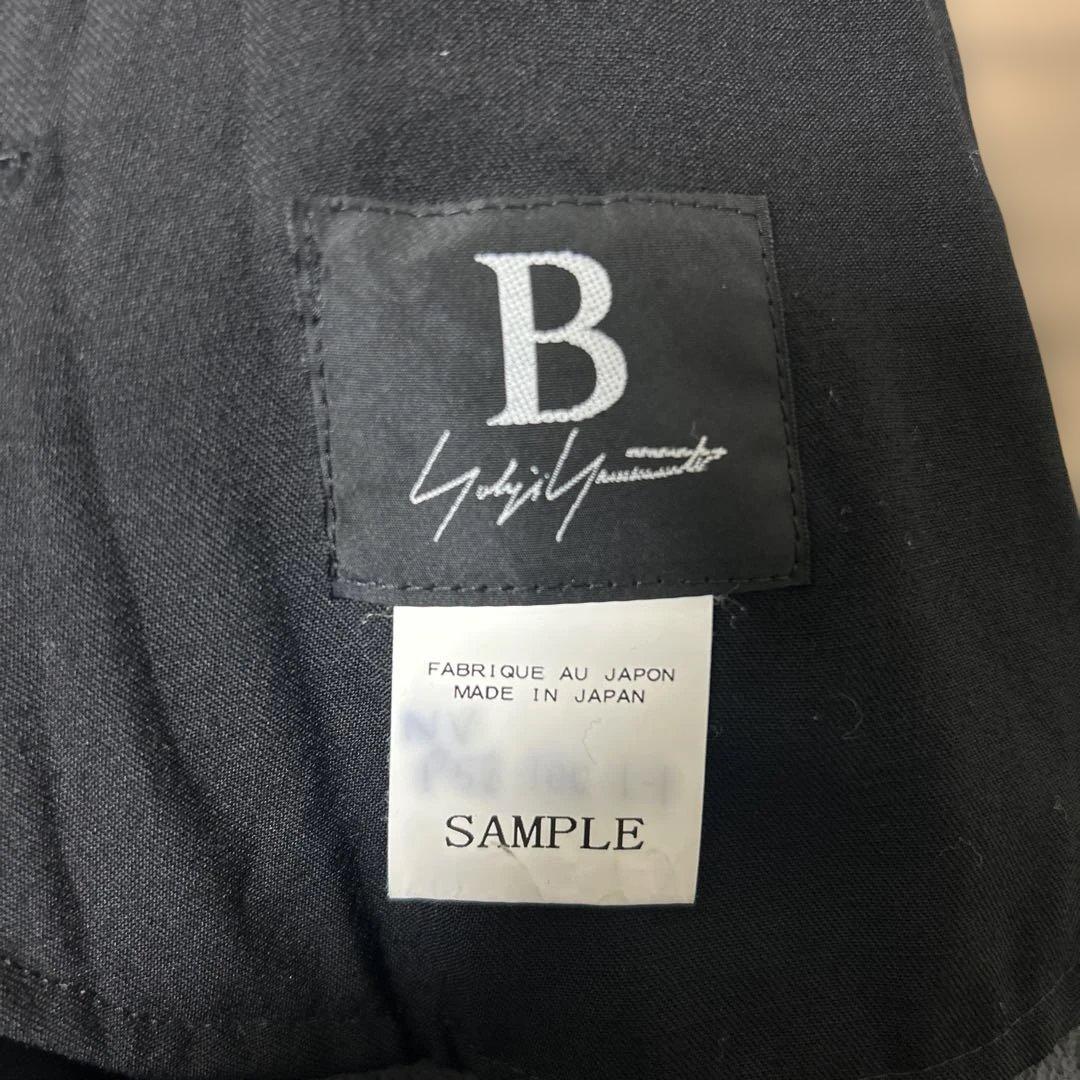 B
Yohji Yamamoto
FABRIQUE AU JAPON
MADE IN JAPAN
SAMPLE